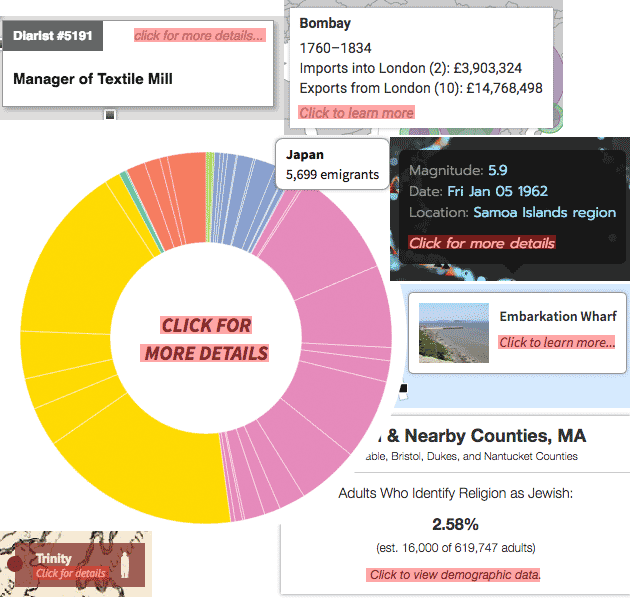 Diarist #5191
click for more details...
Manager of Textile Mill
Bombay
1760–1834
Imports into London (2): £3,903,324
Exports from London (10): £14,768,498
Click to learn more
Japan
5,699 emigrants
Magnitude: 5.9
Date: Fri Jan 05 1962
Location: Samoa Islands region
Click for more details
CLICK FOR
MORE DETAILS
Embarkation Wharf
Click to learn more...
& Nearby Counties, MA
Bristol, Dukes, and Nantucket Counties
Adults Who Identify Religion as Jewish:
2.58%
(est. 16,000 of 619,747 adults)
Click to view demographic data.
Trinity
Click for details